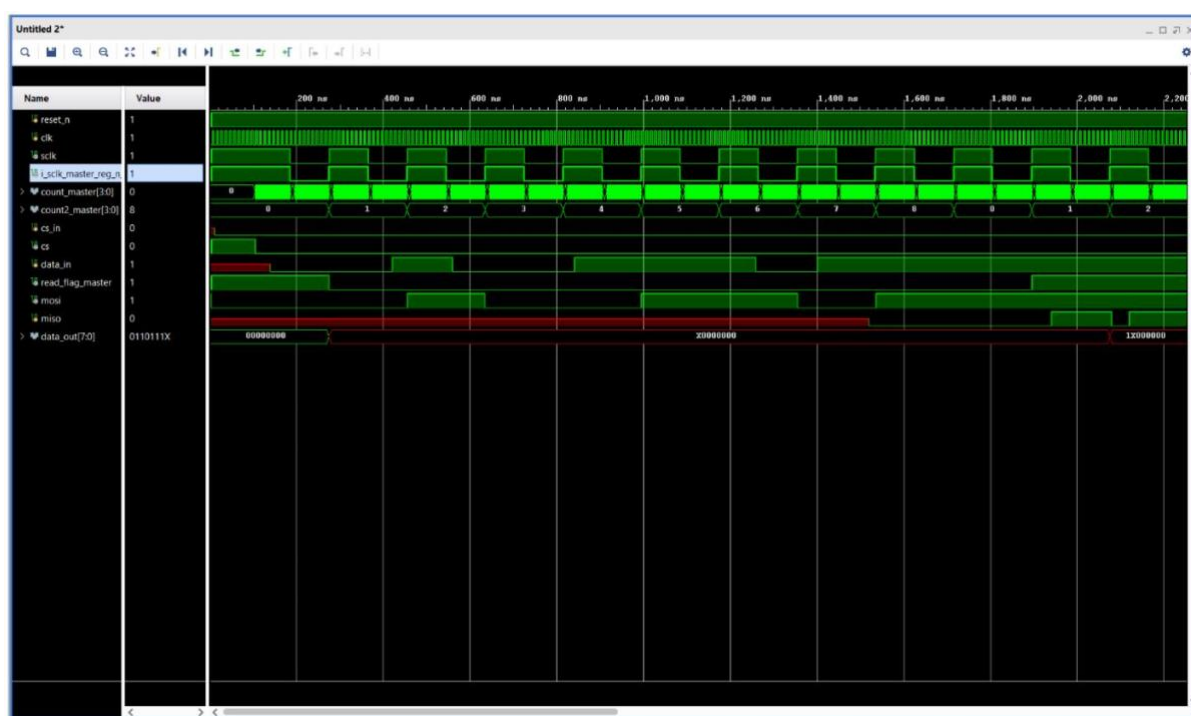 Untitled 2*
Name Value
200 ns 400 ns 600 ns 800 ns 1,000 ns 1,200 ns 1,400 ns 1,600 ns 1,800 ns 2,000 ns 2,200
reset_n 1
clk 1
sclk 1
i_sclk_master_reg_n 1
count_master[3:0] 0 0
count2_master[3:0] 8 0 1 2 3 4 5 6 7 8 0 1 2
cs_in 0
cs 0
data_in 1
read_flag_master 1
mosi 1
miso 0
data_out[7:0] 0110111X 00000000 X0000000 1X000000